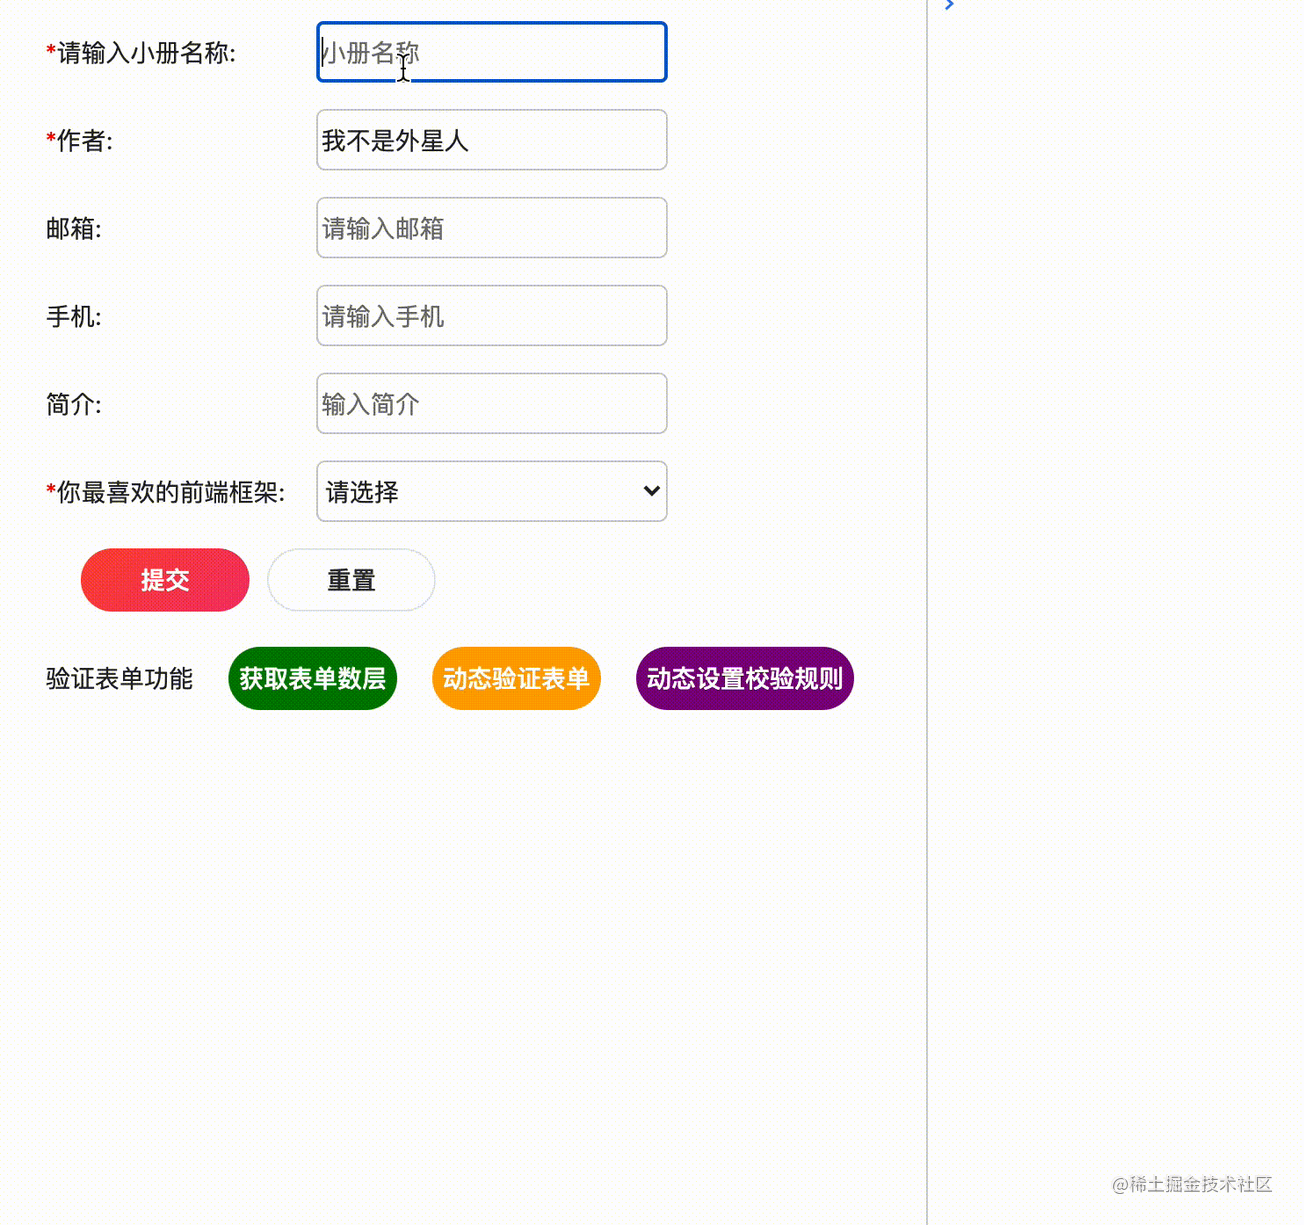 *请输入小册名称: 小册名称
*作者: 我不是外星人
邮箱: 请输入邮箱
手机: 请输入手机
简介: 输入简介
*你最喜欢的前端框架: 请选择
提交 重置
验证表单功能 获取表单数层 动态验证表单 动态设置校验规则
@稀土掘金技术社区